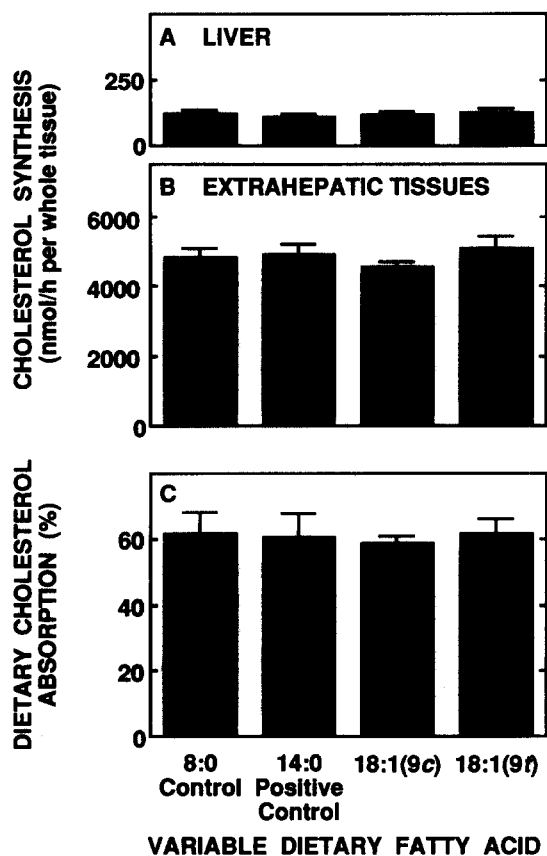 CHOLESTEROL SYNTHESIS
(nmol/h per whole tissue)
A LIVER
250
0
B EXTRAHEPATIC TISSUES
6000
4000
2000
0
DIETARY CHOLESTEROL
ABSORPTION (%)
C
60
40
20
0
8:0 14:0 18:1(9c) 18:1(9t)
Control Positive
Control
VARIABLE DIETARY FATTY ACID